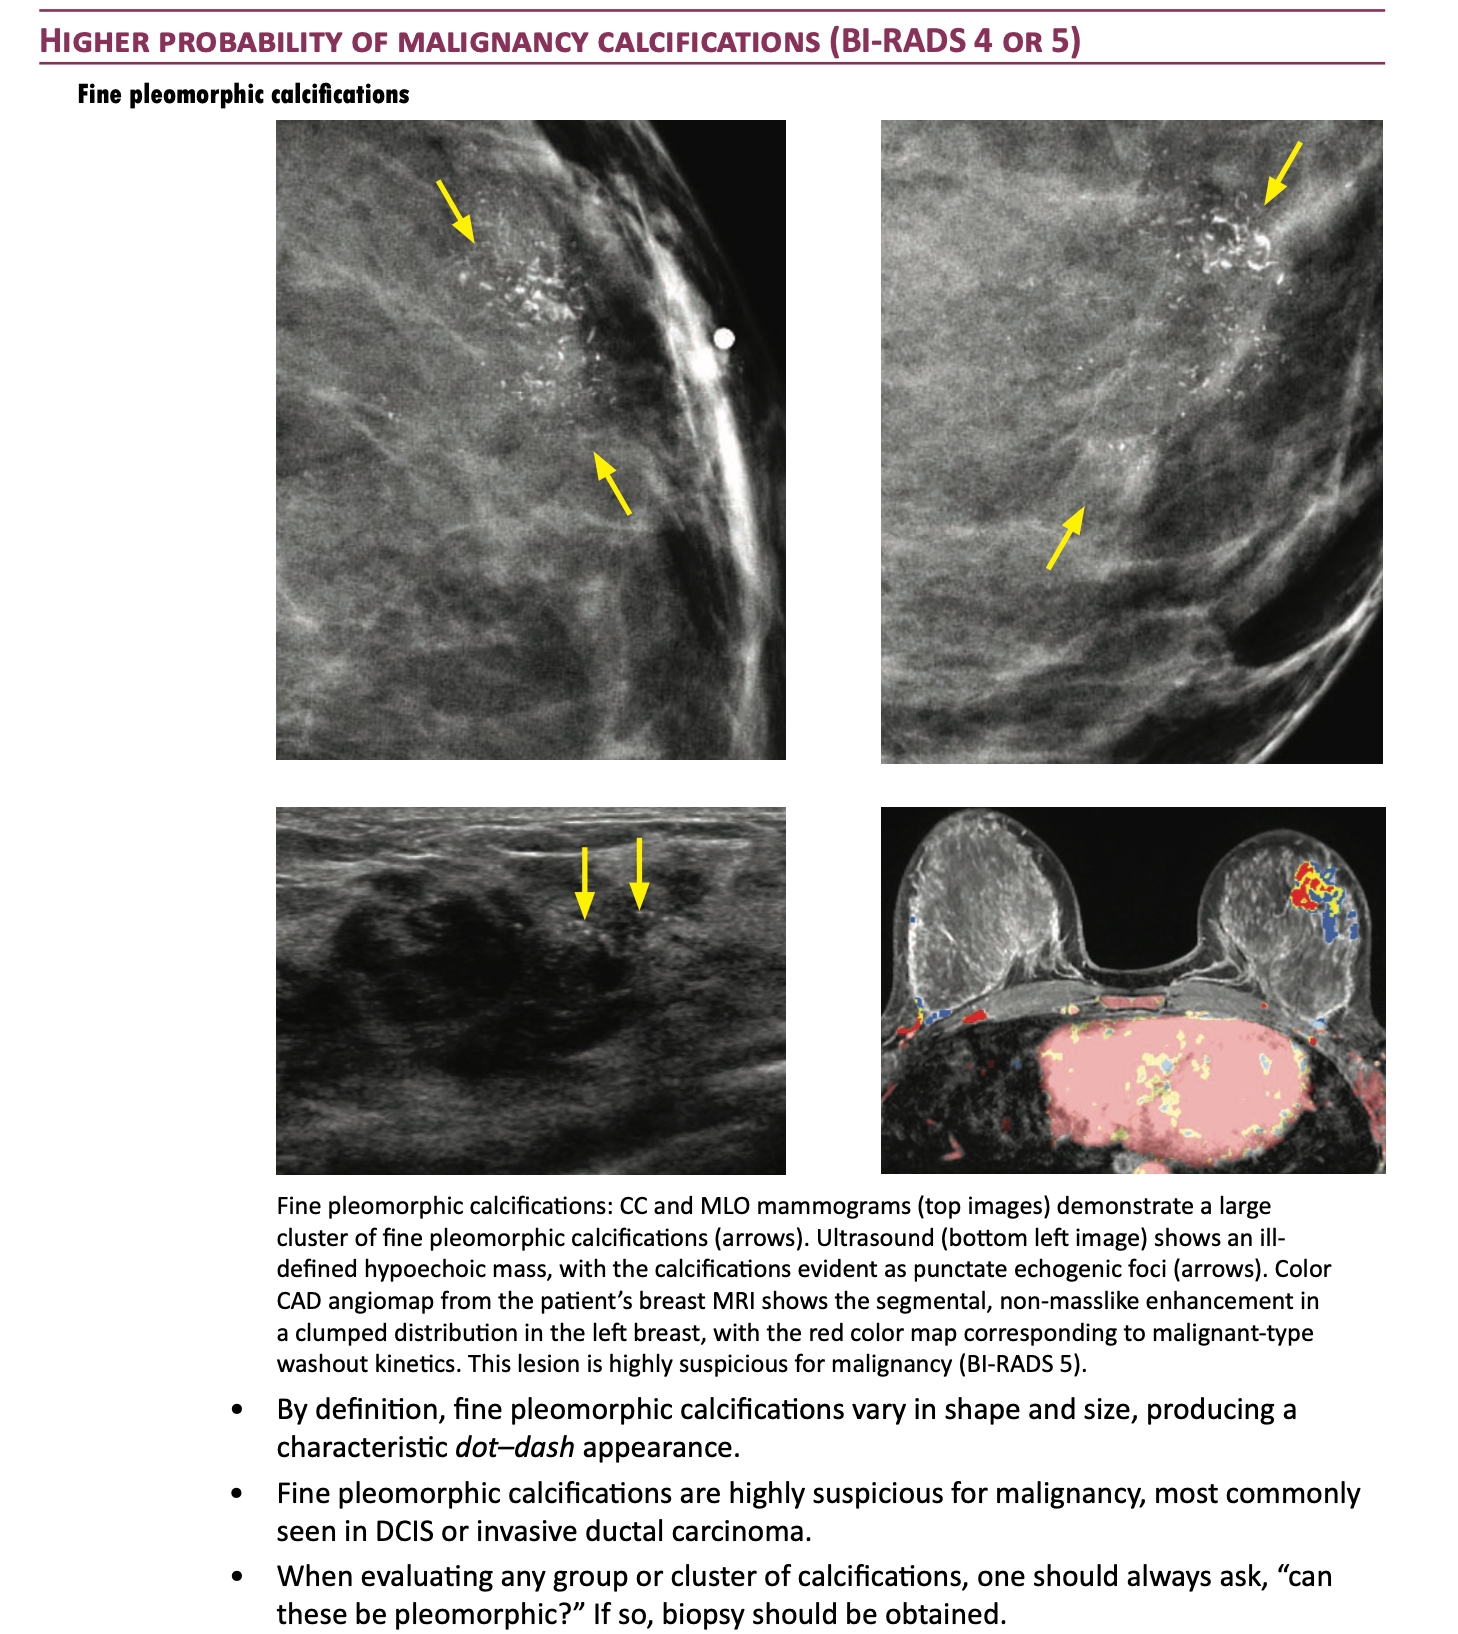 HIGHER PROBABILITY OF MALIGNANCY CALCIFICATIONS (BI-RADS 4 OR 5)
Fine pleomorphic calcifications
Fine pleomorphic calcifications: CC and MLO mammograms (top images) demonstrate a large
cluster of fine pleomorphic calcifications (arrows). Ultrasound (bottom left image) shows an ill-
defined hypoechoic mass, with the calcifications evident as punctate echogenic foci (arrows). Color
CAD angiomap from the patient’s breast MRI shows the segmental, non-masslike enhancement in
a clumped distribution in the left breast, with the red color map corresponding to malignant-type
washout kinetics. This lesion is highly suspicious for malignancy (BI-RADS 5).
• By definition, fine pleomorphic calcifications vary in shape and size, producing a
characteristic dot–dash appearance.
• Fine pleomorphic calcifications are highly suspicious for malignancy, most commonly
seen in DCIS or invasive ductal carcinoma.
• When evaluating any group or cluster of calcifications, one should always ask, “can
these be pleomorphic?” If so, biopsy should be obtained.